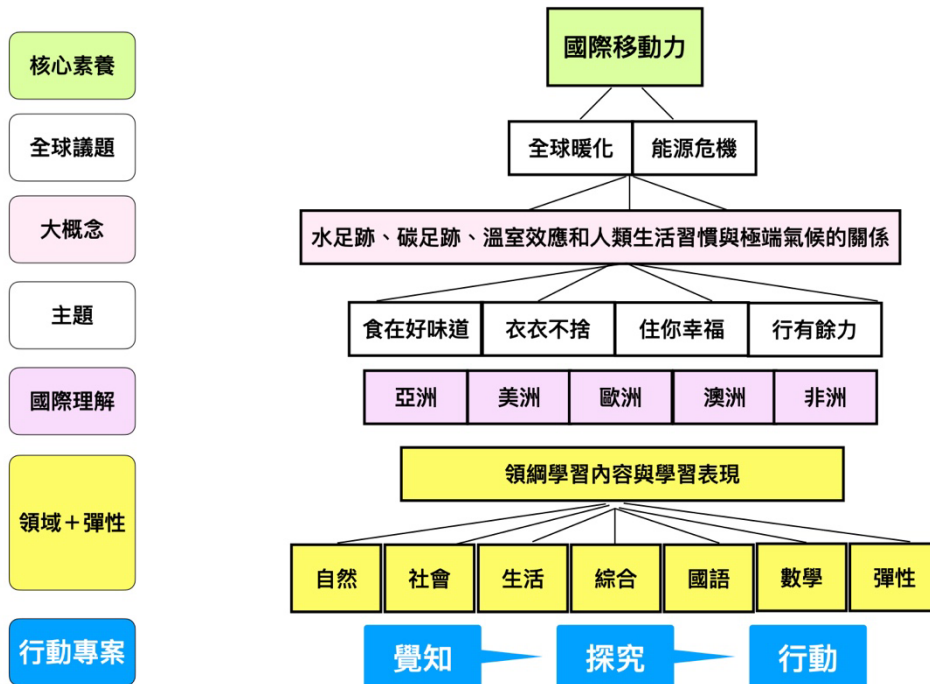 國際移動力
核心素養
全球議題
全球暖化 能源危機
大概念
水足跡、碳足跡、溫室效應和人類生活習慣與極端氣候的關係
主題
食在好味道 衣衣不捨 住你幸福 行有餘力
國際理解
亞洲 美洲 歐洲 澳洲 非洲
領綱學習內容與學習表現
領域＋彈性
自然 社會 生活 綜合 國語 數學 彈性
行動專案
覺知 探究 行動